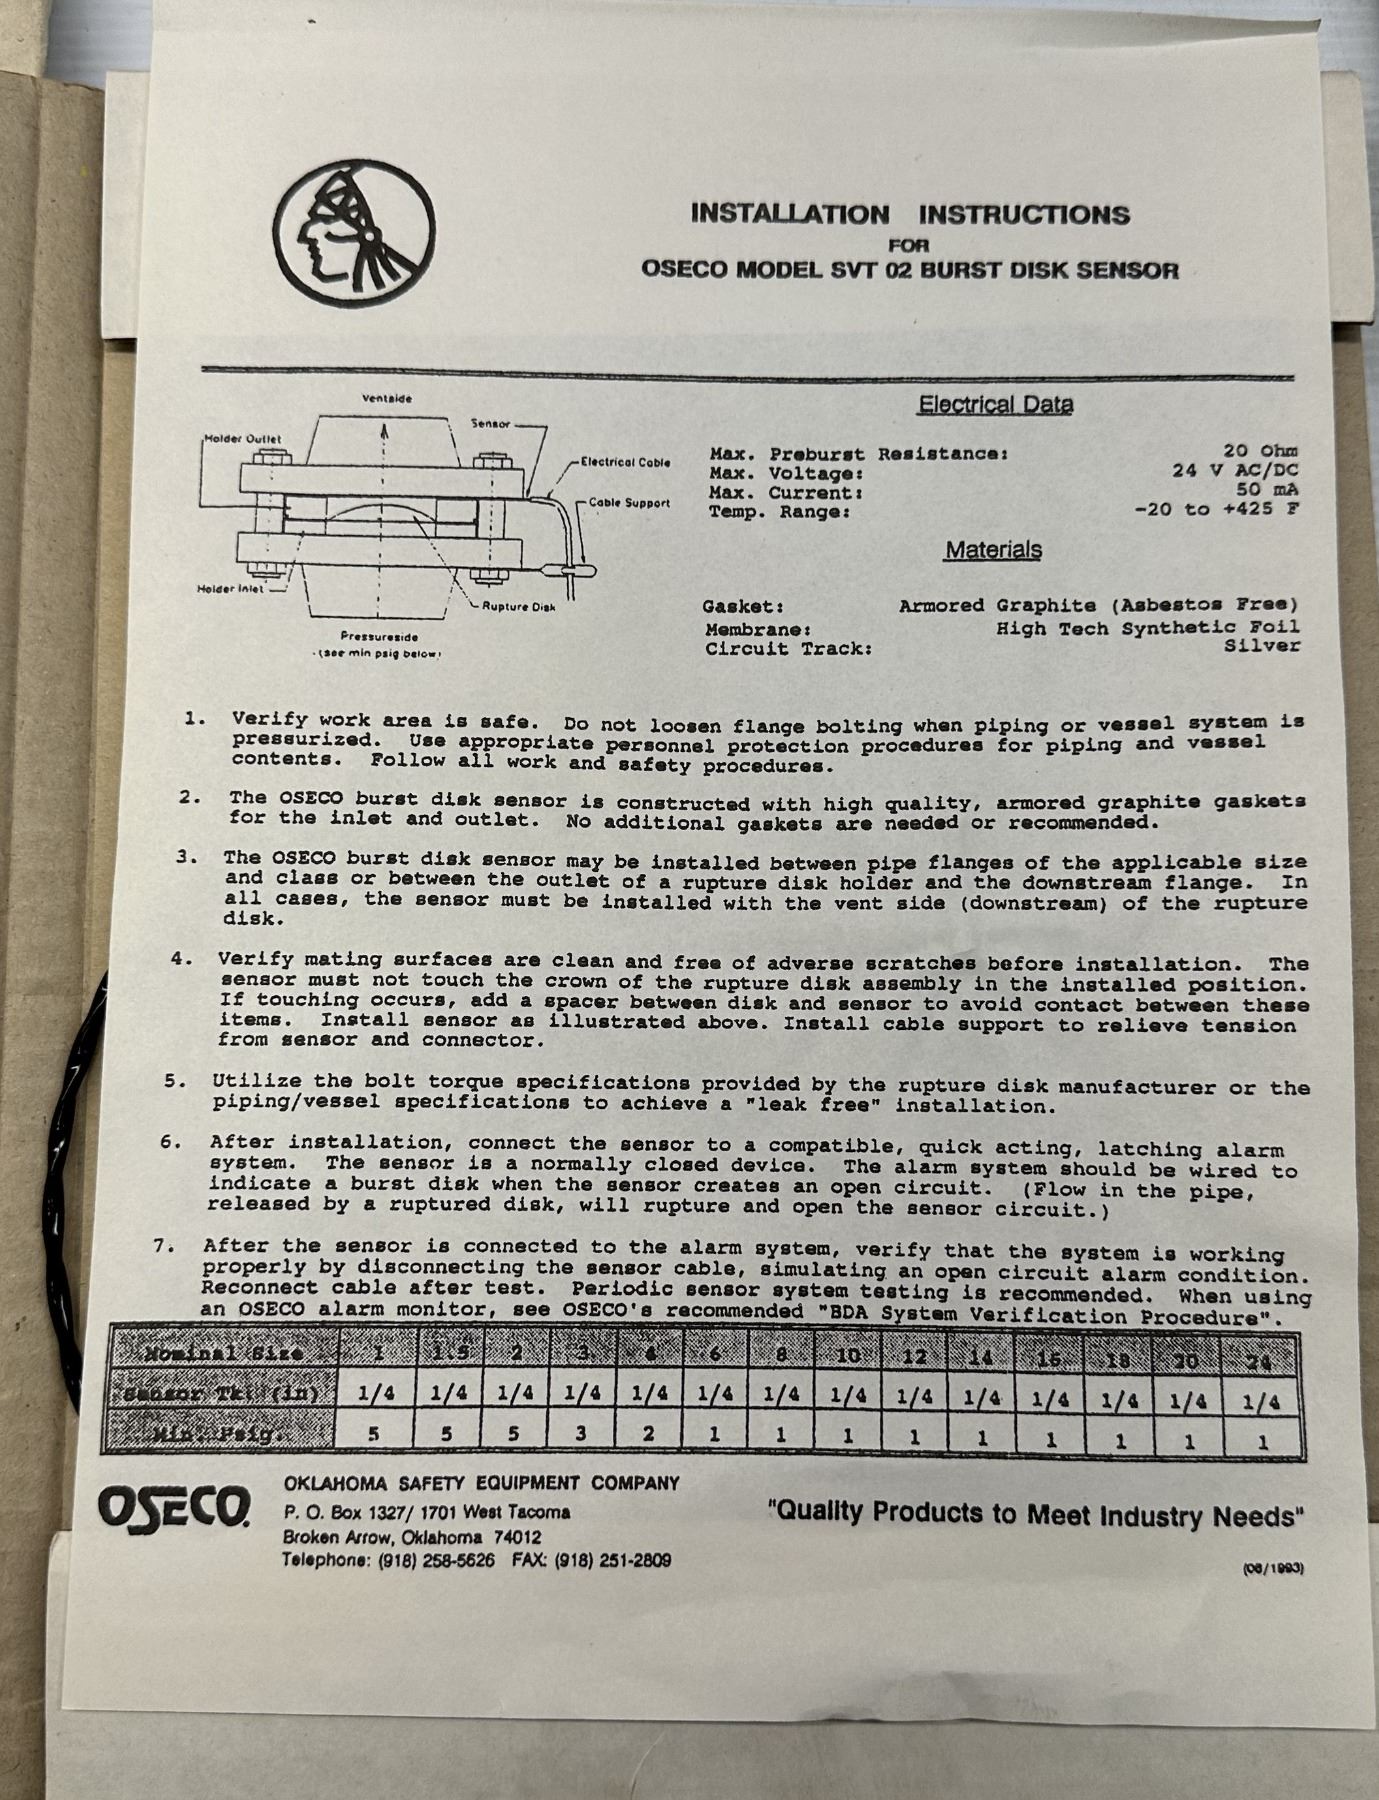 INSTALLATION INSTRUCTIONS
FOR
OSECO MODEL SVT 02 BURST DISK SENSOR
Ventside
Holder Outlet
Sensor
Electrical Cable
Cable Support
Holder Inlet
Rupture Disk
Pressureside
(see min psig below)
Electrical Data
Max. Preburst Resistance: 20 Ohm
Max. Voltage: 24 V AC/DC
Max. Current: 50 mA
Temp. Range: -20 to +425 F
Materials
Gasket: Armored Graphite (Asbestos Free)
Membrane: High Tech Synthetic Foil
Circuit Track: Silver
1. Verify work area is safe. Do not loosen flange bolting when piping or vessel system is
pressurized. Use appropriate personnel protection procedures for piping and vessel
contents. Follow all work and safety procedures.
2. The OSECO burst disk sensor is constructed with high quality, armored graphite gaskets
for the inlet and outlet. No additional gaskets are needed or recommended.
3. The OSECO burst disk sensor may be installed between pipe flanges of the applicable size
and class or between the outlet of a rupture disk holder and the downstream flange. In
all cases, the sensor must be installed with the vent side (downstream) of the rupture
disk.
4. Verify mating surfaces are clean and free of adverse scratches before installation. The
sensor must not touch the crown of the rupture disk assembly in the installed position.
If touching occurs, add a spacer between disk and sensor to avoid contact between these
items. Install sensor as illustrated above. Install cable support to relieve tension
from sensor and connector.
5. Utilize the bolt torque specifications provided by the rupture disk manufacturer or the
piping/vessel specifications to achieve a "leak free" installation.
6. After installation, connect the sensor to a compatible, quick acting, latching alarm
system. The sensor is a normally closed device. The alarm system should be wired to
indicate a burst disk when the sensor creates an open circuit. (Flow in the pipe,
released by a ruptured disk, will rupture and open the sensor circuit.)
7. After the sensor is connected to the alarm system, verify that the system is working
properly by disconnecting the sensor cable, simulating an open circuit alarm condition.
Reconnect cable after test. Periodic sensor system testing is recommended. When using
an OSECO alarm monitor, see OSECO's recommended "BDA System Verification Procedure".
Nominal Size 1 1.5 2 3 4 6 8 10 12 14 16 18 20 24
Sensor Tk. (in) 1/4 1/4 1/4 1/4 1/4 1/4 1/4 1/4 1/4 1/4 1/4 1/4 1/4 1/4
Min. Psig. 5 5 5 3 2 1 1 1 1 1 1 1 1 1
OSECO.
OKLAHOMA SAFETY EQUIPMENT COMPANY
P. O. Box 1327/ 1701 West Tacoma
Broken Arrow, Oklahoma 74012
Telephone: (918) 258-5626 FAX: (918) 251-2809
"Quality Products to Meet Industry Needs"
(06/1993)